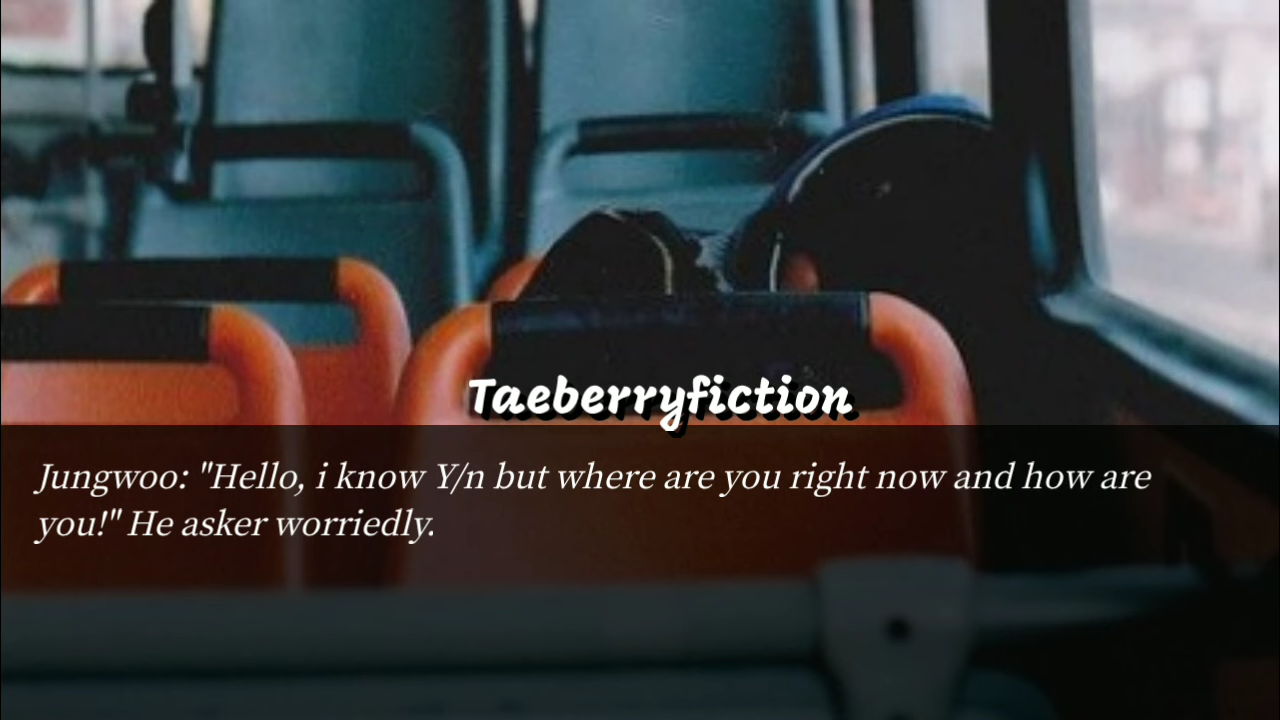 Taeberryfiction
Jungwoo: "Hello, i know Y/n but where are you right now and how are
you!" He asker worriedly.